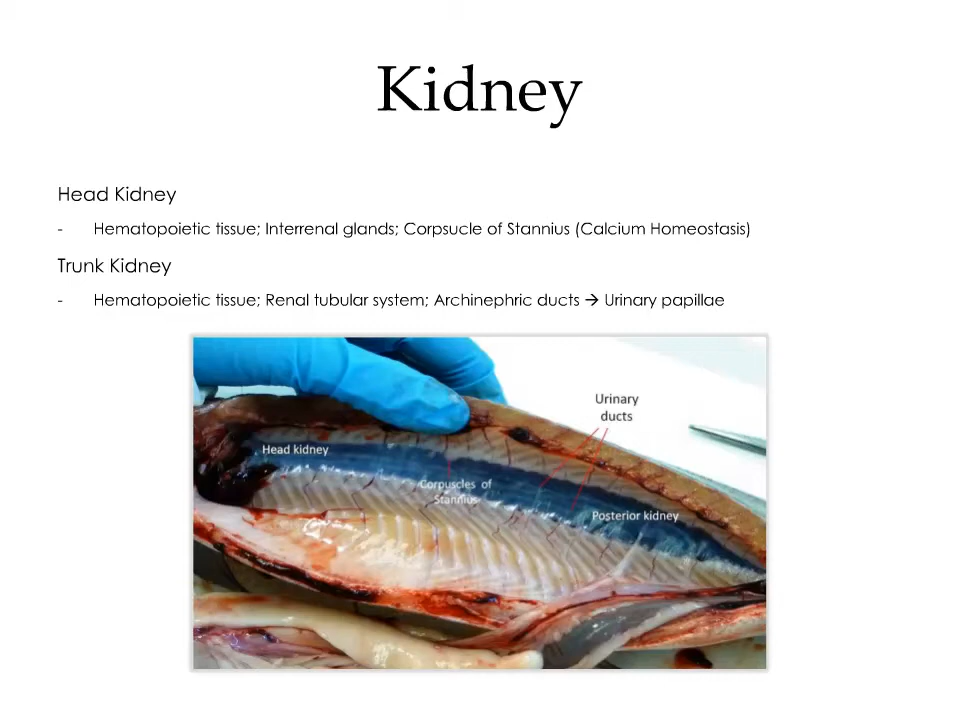 Kidney
Head Kidney
- Hematopoietic tissue; Interrenal glands; Corpsucle of Stannius (Calcium Homeostasis)
Trunk Kidney
- Hematopoietic tissue; Renal tubular system; Archinephric ducts → Urinary papillae
Urinary
ducts
Head kidney
Corpuscles of
Stannius
Posterior kidney